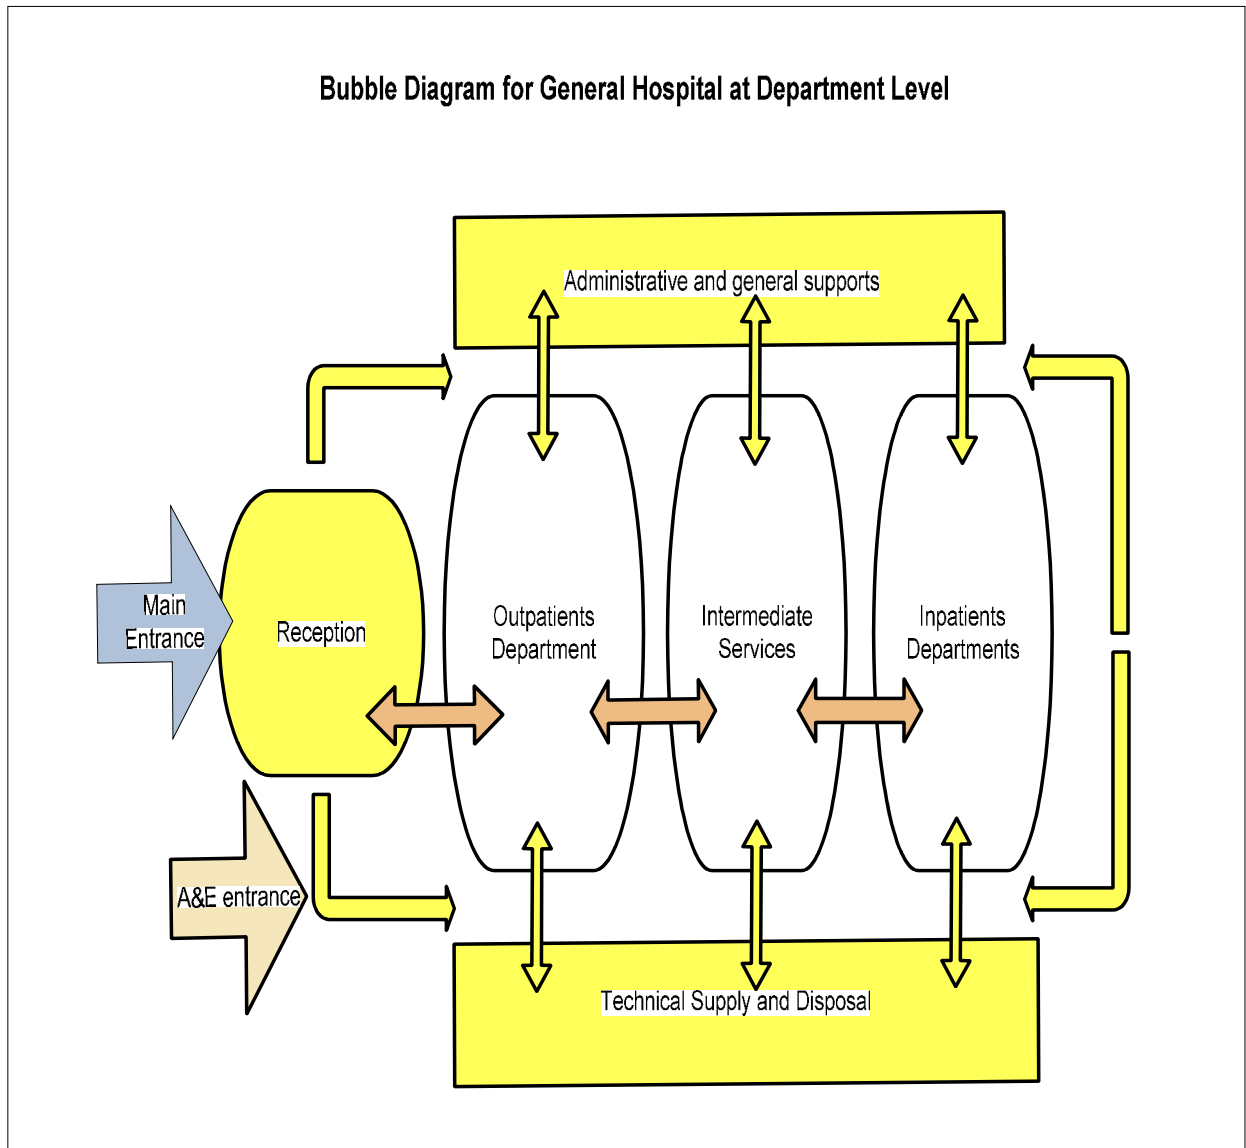 Bubble Diagram for General Hospital at Department Level
Administrative and general supports
Main
Entrance
Reception
Outpatients
Department
Intermediate
Services
Inpatients
Departments
A&E entrance
Technical Supply and Disposal